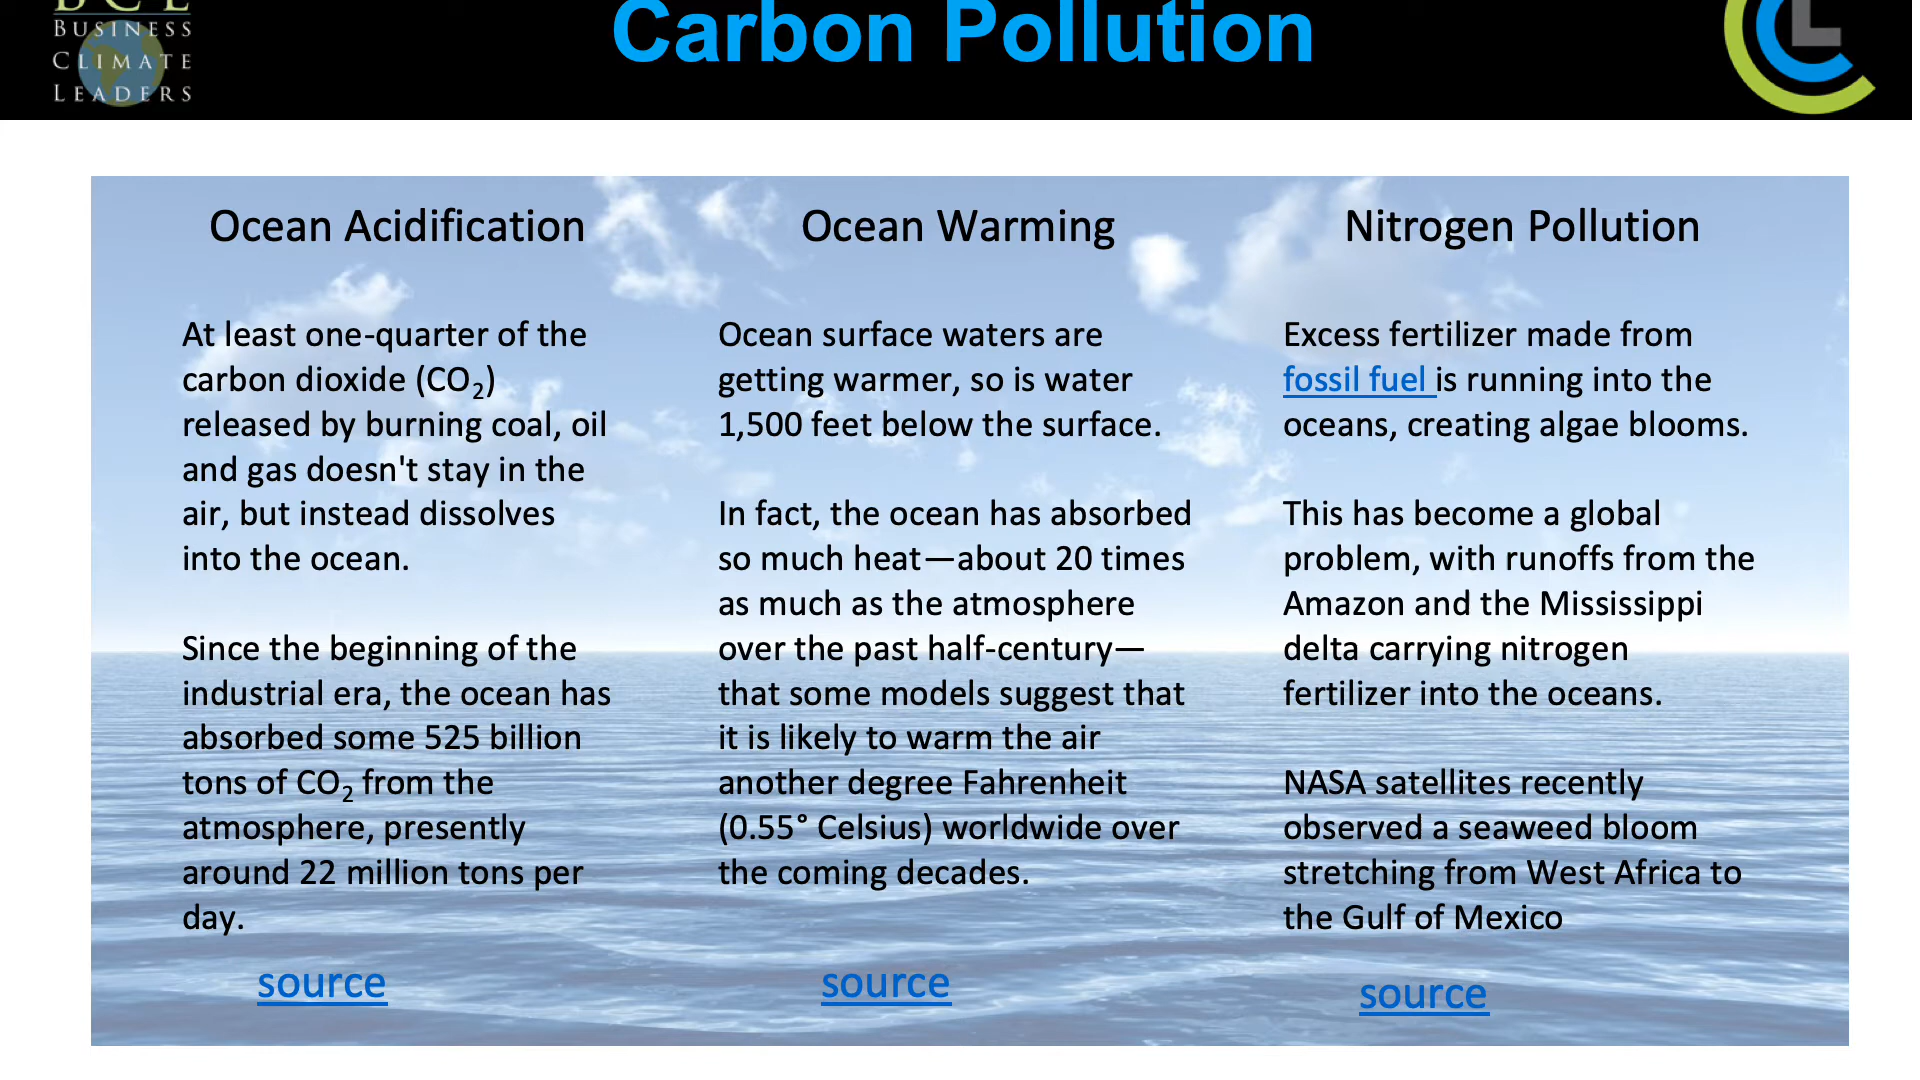 BCL
BUSINESS
CLIMATE
LEADERS
Carbon Pollution
CCL
Ocean Acidification
At least one-quarter of the
carbon dioxide (CO₂)
released by burning coal, oil
and gas doesn't stay in the
air, but instead dissolves
into the ocean.
Since the beginning of the
industrial era, the ocean has
absorbed some 525 billion
tons of CO₂ from the
atmosphere, presently
around 22 million tons per
day.
source
Ocean Warming
Ocean surface waters are
getting warmer, so is water
1,500 feet below the surface.
In fact, the ocean has absorbed
so much heat—about 20 times
as much as the atmosphere
over the past half-century—
that some models suggest that
it is likely to warm the air
another degree Fahrenheit
(0.55° Celsius) worldwide over
the coming decades.
source
Nitrogen Pollution
Excess fertilizer made from
fossil fuel is running into the
oceans, creating algae blooms.
This has become a global
problem, with runoffs from the
Amazon and the Mississippi
delta carrying nitrogen
fertilizer into the oceans.
NASA satellites recently
observed a seaweed bloom
stretching from West Africa to
the Gulf of Mexico
source